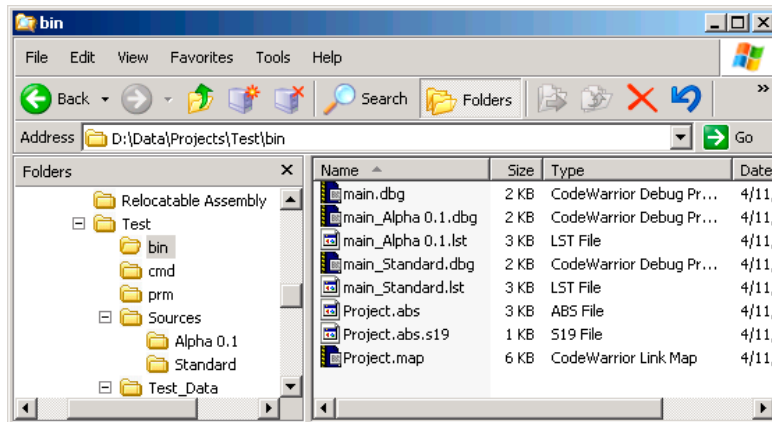 bin
File Edit View Favorites Tools Help
Back Search Folders »
Address D:\Data\Projects\Test\bin Go
Folders
Relocatable Assembly
Test
bin
cmd
prm
Sources
Alpha 0.1
Standard
Test_Data
Name Size Type Date
main.dbg 2 KB CodeWarrior Debug Pr... 4/11,
main_Alpha 0.1.dbg 2 KB CodeWarrior Debug Pr... 4/11,
main_Alpha 0.1.lst 3 KB LST File 4/11,
main_Standard.dbg 2 KB CodeWarrior Debug Pr... 4/11,
main_Standard.lst 3 KB LST File 4/11,
Project.abs 3 KB ABS File 4/11,
Project.abs.s19 1 KB S19 File 4/11,
Project.map 6 KB CodeWarrior Link Map 4/11,